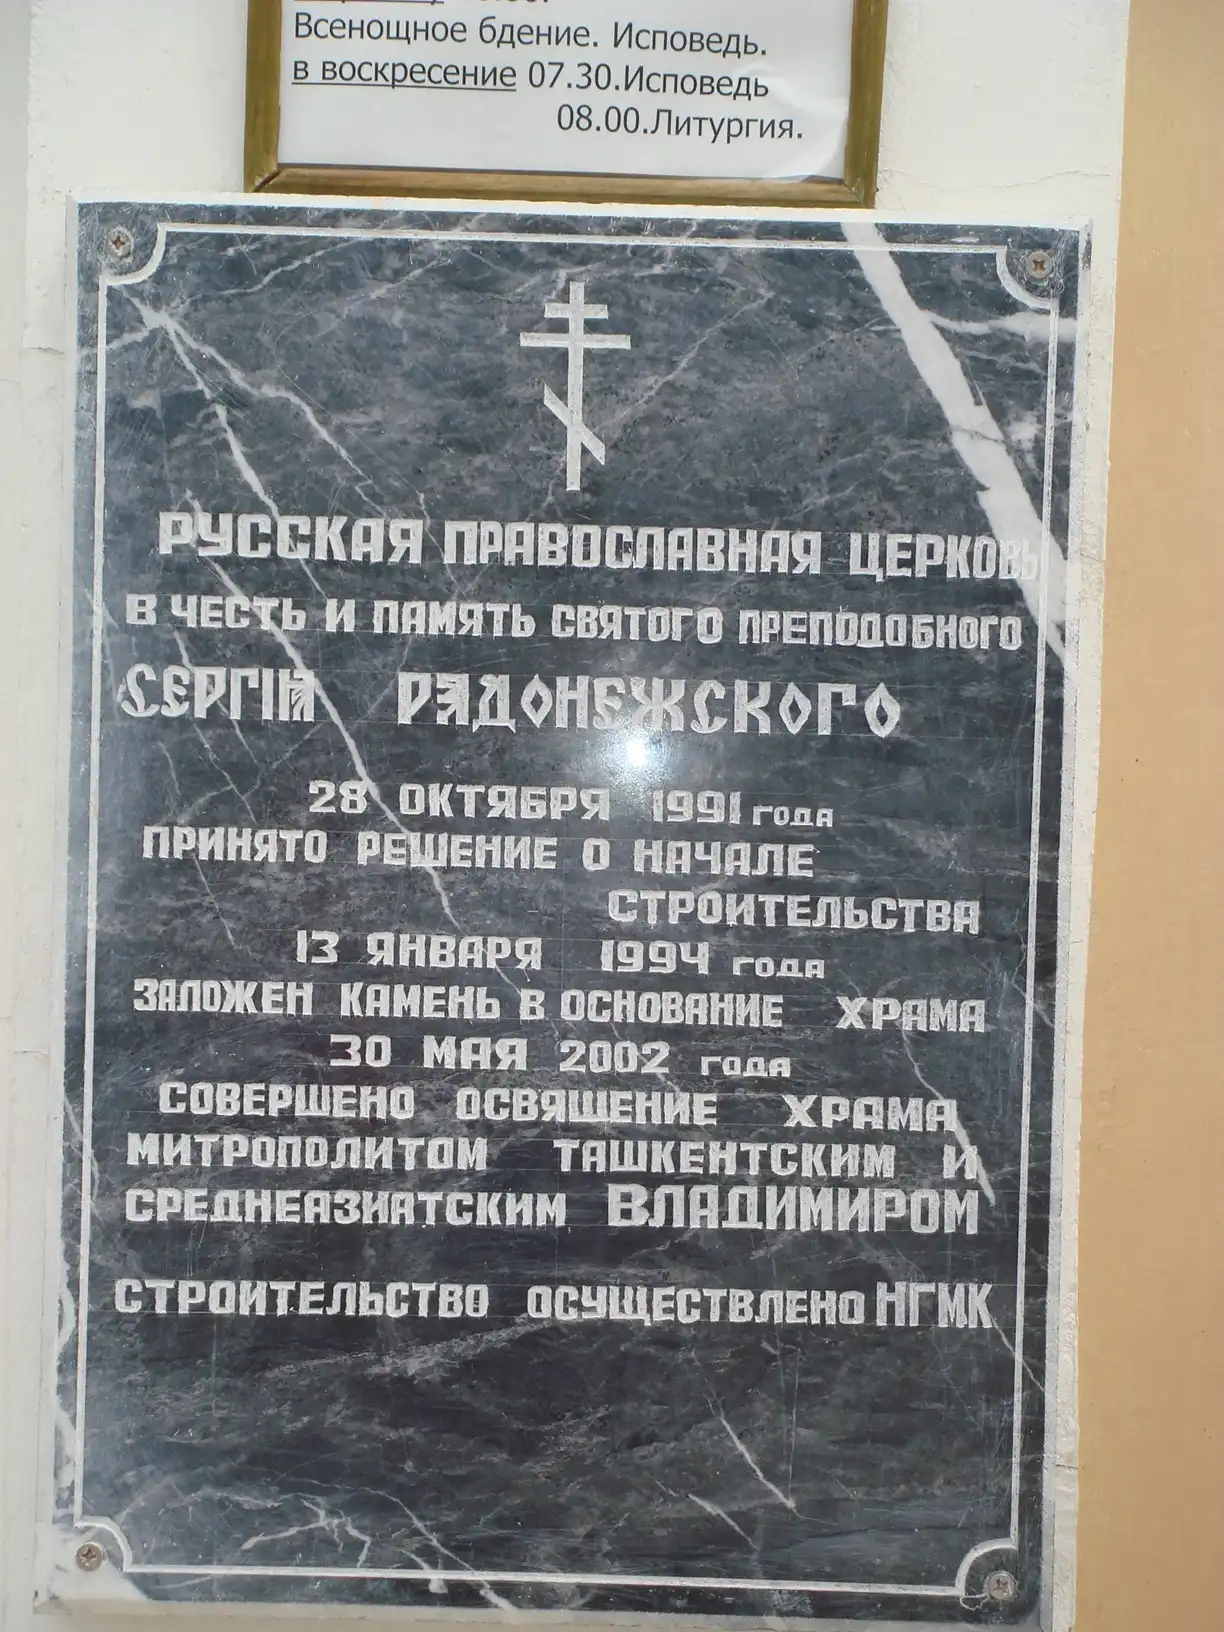 Всенощное бдение. Исповедь.
в воскресение 07.30.Исповедь
08.00.Литургия.
РУССКАЯ ПРАВОСЛАВНАЯ ЦЕРКОВЬ
В ЧЕСТЬ И ПАМЯТЬ СВЯТОГО ПРЕПОДОБНОГО
СЕРГIЯ РАДОНЕЖСКОГО
28 ОКТЯБРЯ 1991 ГОДА
ПРИНЯТО РЕШЕНИЕ О НАЧАЛЕ
СТРОИТЕЛЬСТВА
13 ЯНВАРЯ 1994 ГОДА
ЗАЛОЖЕН КАМЕНЬ В ОСНОВАНИЕ ХРАМА
30 МАЯ 2002 ГОДА
СОВЕРШЕНО ОСВЯЩЕНИЕ ХРАМА
МИТРОПОЛИТОМ ТАШКЕНТСКИМ И
СРЕДНЕАЗИАТСКИМ ВЛАДИМИРОМ
СТРОИТЕЛЬСТВО ОСУЩЕСТВЛЕНО НГМК